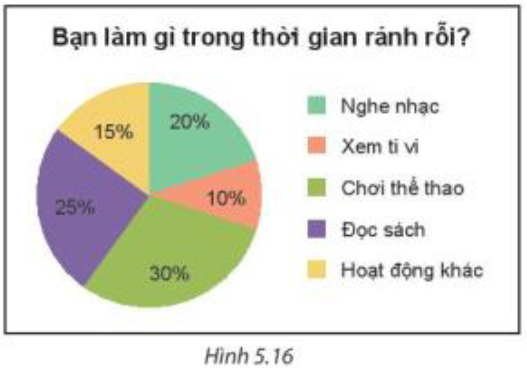 Bạn làm gì trong thời gian rảnh rỗi?
20%
10%
30%
25%
15%
Nghe nhạc
Xem ti vi
Chơi thể thao
Đọc sách
Hoạt động khác
Hình 5.16